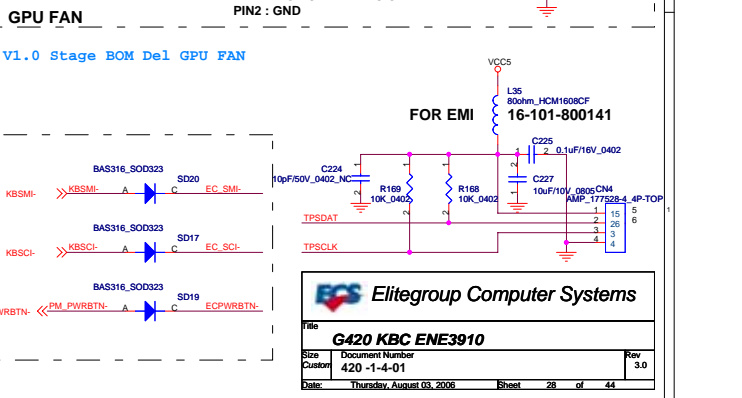 PIN2 : GND
GPU FAN
V1.0 Stage BOM Del GPU FAN
VCC5
L35
80ohm_HCM1608CF
FOR EMI 16-101-800141
C225
1 2 0.1uF/16V_0402
C224
10pF/50V_0402_NC
C227
10uF/10V_0805
CN4
AMP_177528-4_4P-TOP
R169
10K_0402
R168
10K_0402
1 15 5
2 26 6
3 3
4 4
TPSDAT
TPSCLK
BAS316_SOD323
SD20
KBSMI- KBSMI- A C EC_SMI-
BAS316_SOD323
SD17
KBSCI- KBSCI- A C EC_SCI-
BAS316_SOD323
SD19
WRBTN- PM_PWRBTN- A C ECPWRBTN-
ECS Elitegroup Computer Systems
Title
G420 KBC ENE3910
Size Document Number Rev
Custom 420 -1-4-01 3.0
Date: Thursday, August 03, 2006 Sheet 28 of 44